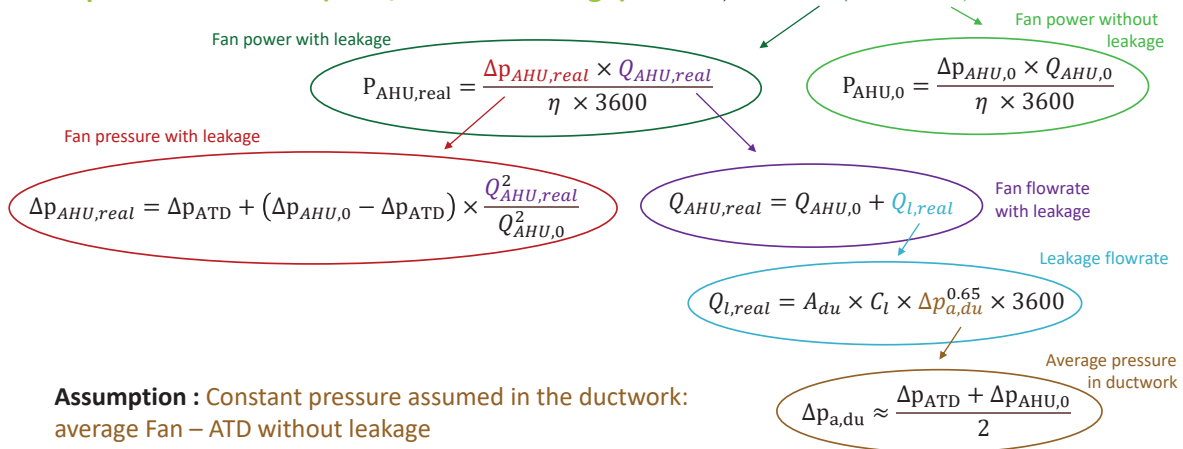 Fan power without
leakage
Fan power with leakage
P_AHU,real = (Δp_AHU,real × Q_AHU,real) / (η × 3600)
P_AHU,0 = (Δp_AHU,0 × Q_AHU,0) / (η × 3600)
Fan pressure with leakage
Δp_AHU,real = Δp_ATD + (Δp_AHU,0 − Δp_ATD) × Q²_AHU,real / Q²_AHU,0
Q_AHU,real = Q_AHU,0 + Q_l,real
Fan flowrate
with leakage
Leakage flowrate
Q_l,real = A_du × C_l × Δp_a,du^0.65 × 3600
Average pressure
in ductwork
Δp_a,du ≈ (Δp_ATD + Δp_AHU,0) / 2
Assumption : Constant pressure assumed in the ductwork:
average Fan – ATD without leakage